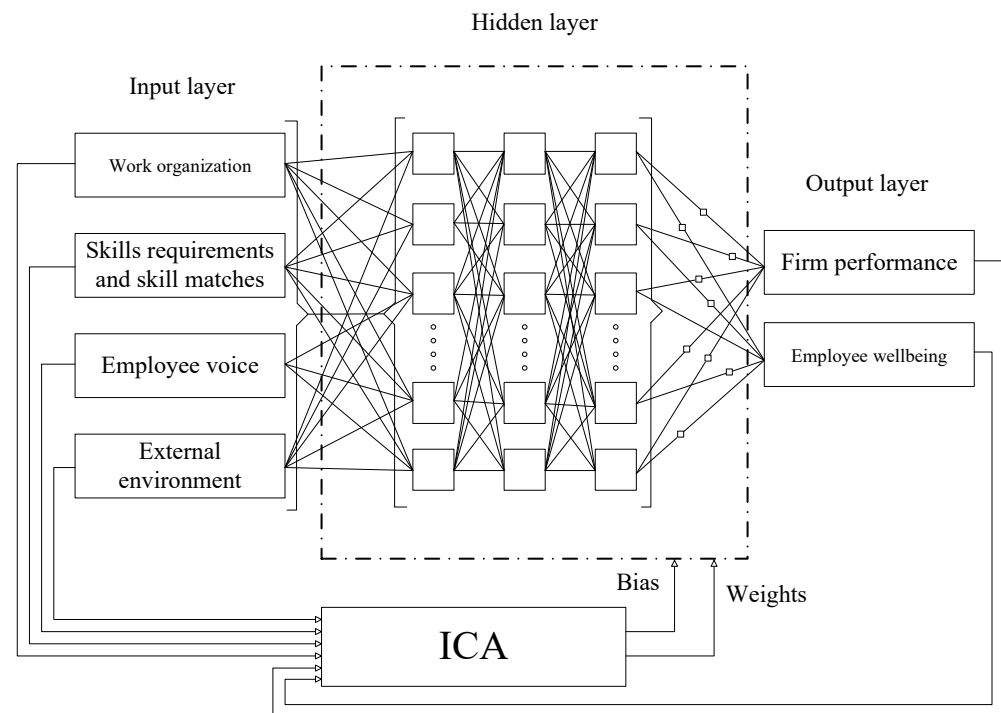 Hidden layer
Input layer
Work organization
Skills requirements
and skill matches
Employee voice
External
environment
Output layer
Firm performance
Employee wellbeing
Bias
Weights
ICA